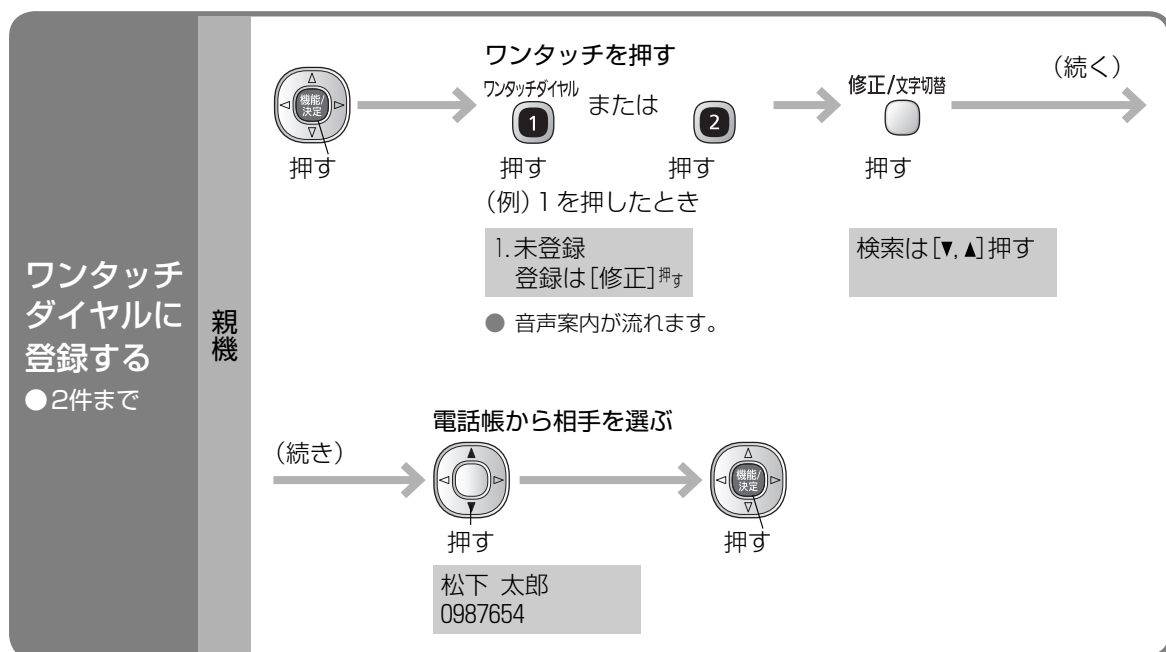 ワンタッチ
ダイヤルに
登録する
●2件まで
親機
機能/
決定
押す
ワンタッチを押す
ワンタッチダイヤル
1
押す
または
2
押す
(例)1を押したとき
1.未登録
登録は[修正]押す
● 音声案内が流れます。
修正/文字切替
押す
検索は[▼,▲]押す
(続く)
(続き)
電話帳から相手を選ぶ
押す
松下 太郎
0987654
機能/
決定
押す